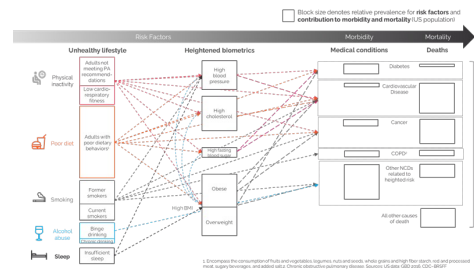 Block size denotes relative prevalence for risk factors and
contribution to morbidity and mortality (US population)
Risk Factors
Morbidity
Mortality
Unhealthy lifestyle
Heightened biometrics
Medical conditions
Deaths
Physical
inactivity
Adults not
meeting PA
recommend-
dations
Low cardio-
respiratory
fitness
Poor diet
Adults with
poor dietary
behaviors¹
Smoking
Former
smokers
Current
smokers
Alcohol
abuse
Binge
drinking
Chronic drinking
Sleep
Insufficient
sleep
High
blood
pressure
High
cholesterol
High fasting
blood sugar
High BMI
Obese
Overweight
Diabetes
Cardiovascular
Disease
Cancer
COPD²
Other NCDs
related to
heighted risk
All other causes
of death